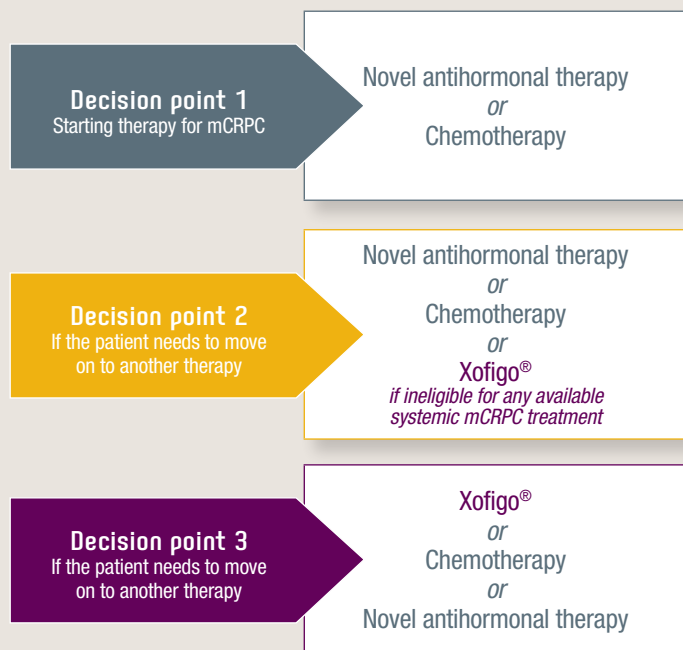 Decision point 1
Starting therapy for mCRPC
Novel antihormonal therapy
or
Chemotherapy
Decision point 2
If the patient needs to move
on to another therapy
Novel antihormonal therapy
or
Chemotherapy
or
Xofigo®
if ineligible for any available
systemic mCRPC treatment
Decision point 3
If the patient needs to move
on to another therapy
Xofigo®
or
Chemotherapy
or
Novel antihormonal therapy